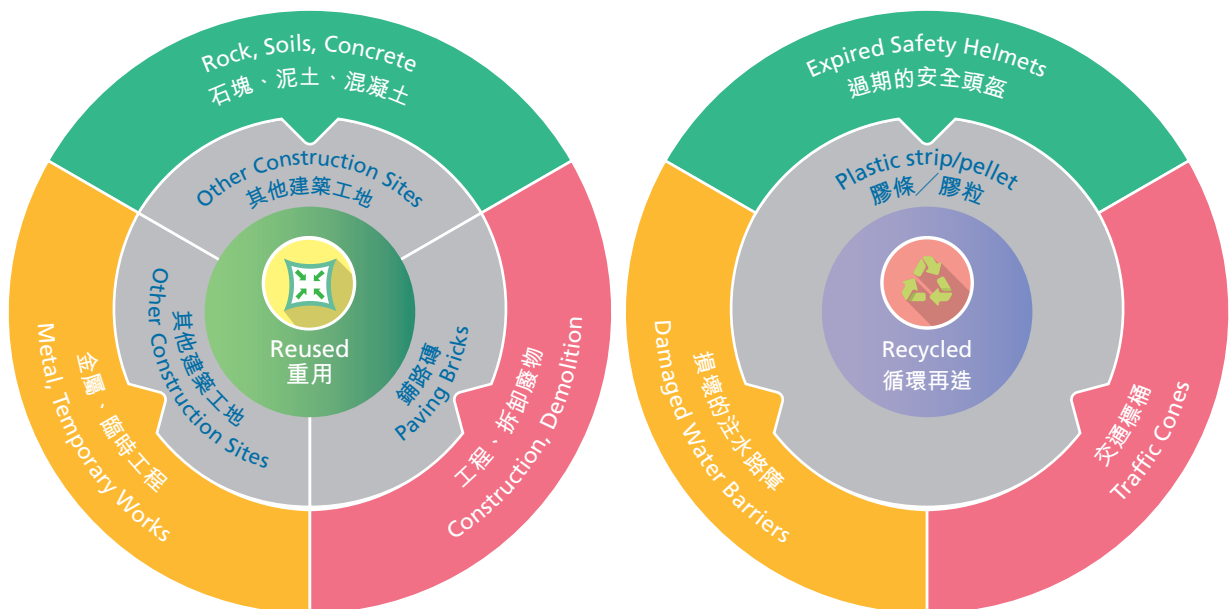 Rock, Soils, Concrete
石塊、泥土、混凝土
Other Construction Sites
其他建築工地
Metal, Temporary Works
金屬、臨時工程
其他建築工地
Other Construction Sites
Reused
重用
鋪路磚
Paving Bricks
工程、拆卸廢物
Construction, Demolition
Expired Safety Helmets
過期的安全頭盔
Plastic strip/pellet
膠條／膠粒
Recycled
循環再造
損壞的注水路障
Damaged Water Barriers
交通標桶
Traffic Cones